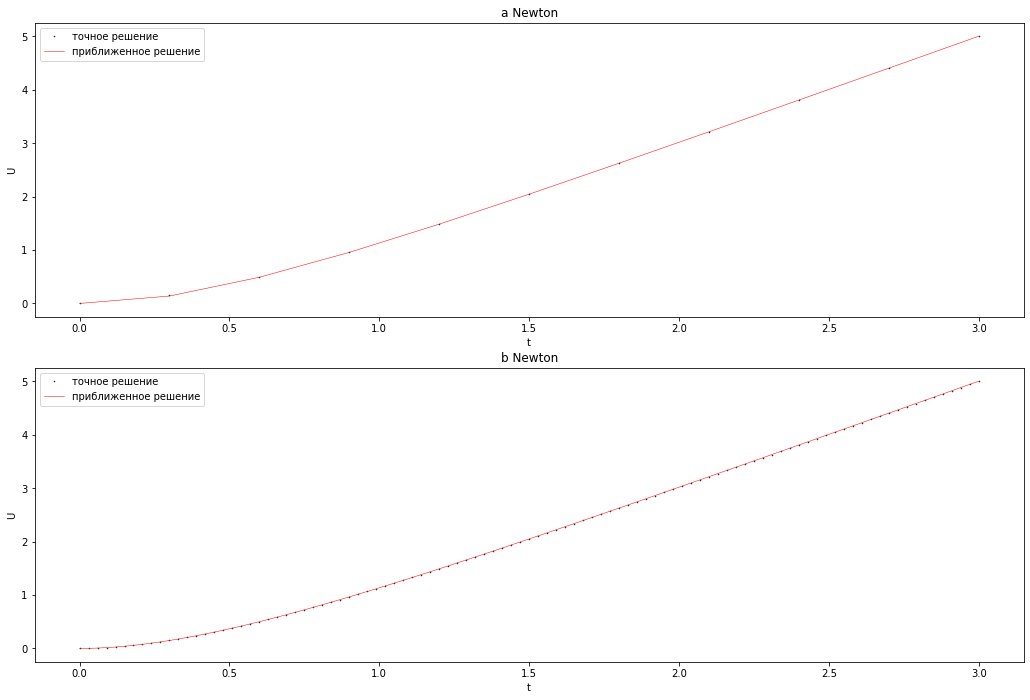 a Newton
точное решение
приближенное решение
U
5
4
3
2
1
0
0.0 0.5 1.0 1.5 2.0 2.5 3.0
t
b Newton
точное решение
приближенное решение
U
5
4
3
2
1
0
0.0 0.5 1.0 1.5 2.0 2.5 3.0
t